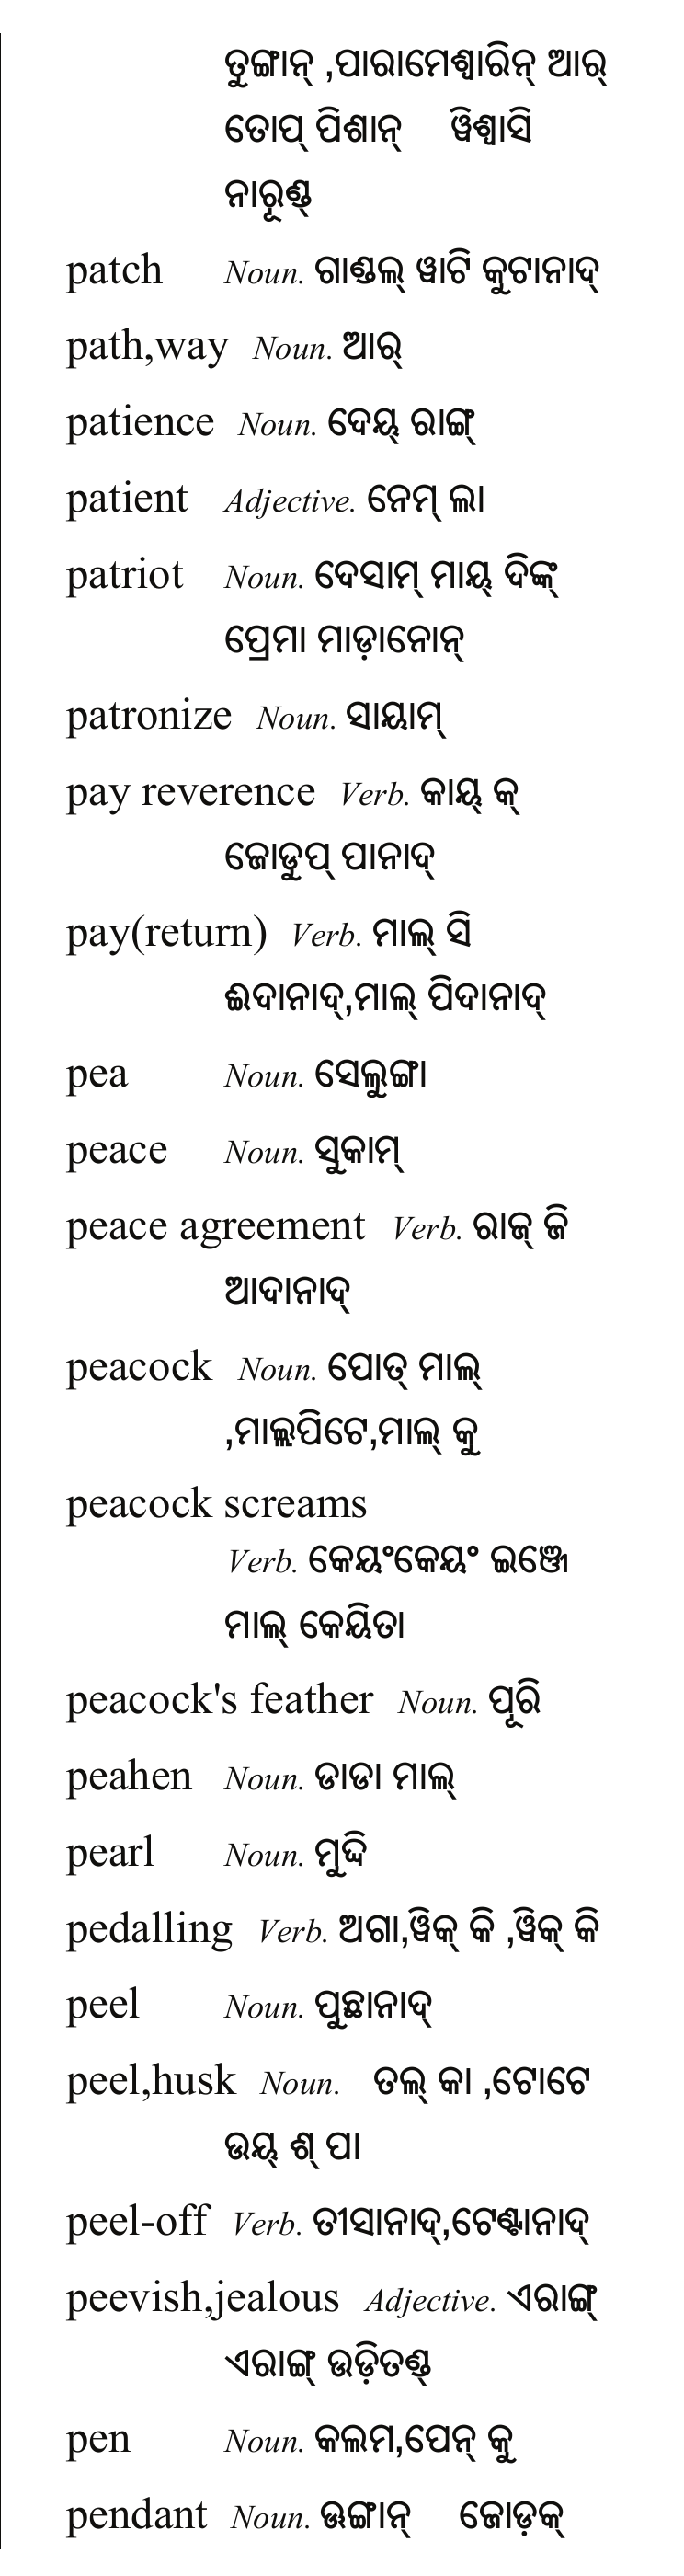 ତୁଙ୍ଗାନ୍ ,ପାରାମେଶ୍ୱାରିନ୍ ଆର୍
ତୋପ୍ ପିଶାନ୍ ୱିଶ୍ୱାସି
ନାରୂଣ୍ଡ୍
patch Noun. ଗାଣ୍ଡଲ୍ ୱାଟି କୁଟାନାଦ୍
path,way Noun. ଆର୍
patience Noun. ଦେୟ୍ ରାଙ୍ଗ୍
patient Adjective. ନେମ୍ ଲା
patriot Noun. ଦେସାମ୍ ମାୟ୍ ଦିଙ୍କ୍
ପ୍ରେମା ମାଡ଼ାନୋନ୍
patronize Noun. ସାୟାମ୍
pay reverence Verb. କାୟ୍ କ୍
ଜୋଡୁପ୍ ପାନାଦ୍
pay(return) Verb. ମାଲ୍ ସି
ଈଦାନାଦ୍,ମାଲ୍ ପିଦାନାଦ୍
pea Noun. ସେଲୁଙ୍ଗା
peace Noun. ସୁକାମ୍
peace agreement Verb. ରାଜ୍ ଜି
ଆଦାନାଦ୍
peacock Noun. ପୋତ୍ ମାଲ୍
,ମାଲ୍ଲପିଟେ,ମାଲ୍ କୁ
peacock screams
Verb. କେୟଂକେୟଂ ଇଞ୍ଜେ
ମାଲ୍ କେୟିତା
peacock's feather Noun. ପୂରି
peahen Noun. ଡାଡା ମାଲ୍
pearl Noun. ମୁଦ୍ଦି
pedalling Verb. ଅଗା,ୱିକ୍ କି ,ୱିକ୍ କି
peel Noun. ପୁଛାନାଦ୍
peel,husk Noun. ତଲ୍ କା ,ଟୋଟେ
ଉୟ୍ ଶ୍ ପା
peel-off Verb. ତୀସାନାଦ୍,ଟେଣ୍ଟାନାଦ୍
peevish,jealous Adjective. ଏରାଙ୍ଗ୍
ଏରାଙ୍ଗ୍ ଉଡ଼ିତଣ୍ଡ୍
pen Noun. କଲମ,ପେନ୍ କୁ
pendant Noun. ଊଙ୍ଗାନ୍ ଜୋଡ଼କ୍